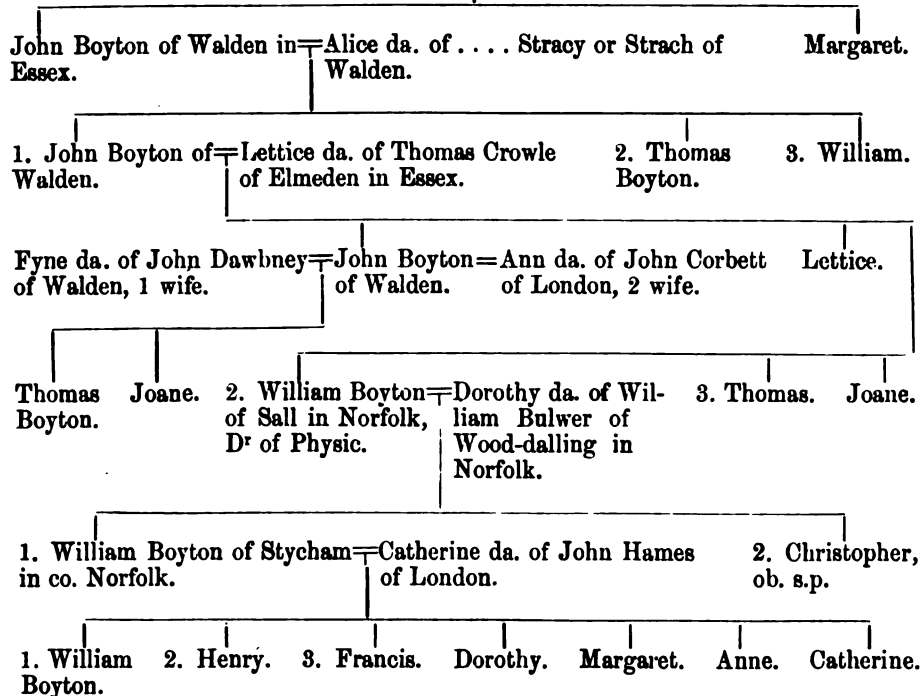 John Boyton of Walden in Essex.
Alice da. of . . . . Stracy or Strach of Walden.
Margaret.
1. John Boyton of Walden.
Lettice da. of Thomas Crowle of Elmeden in Essex.
2. Thomas Boyton.
3. William.
Fyne da. of John Dawbney of Walden, 1 wife.
John Boyton of Walden.
Ann da. of John Corbett of London, 2 wife.
Lettice.
Thomas Boyton.
Joane.
2. William Boyton of Sall in Norfolk, Dʳ of Physic.
Dorothy da. of Wil-
liam Bulwer of Wood-dalling in Norfolk.
3. Thomas.
Joane.
1. William Boyton of Stycham in co. Norfolk.
Catherine da. of John Hames of London.
2. Christopher, ob. s.p.
1. William Boyton.
2. Henry.
3. Francis.
Dorothy.
Margaret.
Anne.
Catherine.